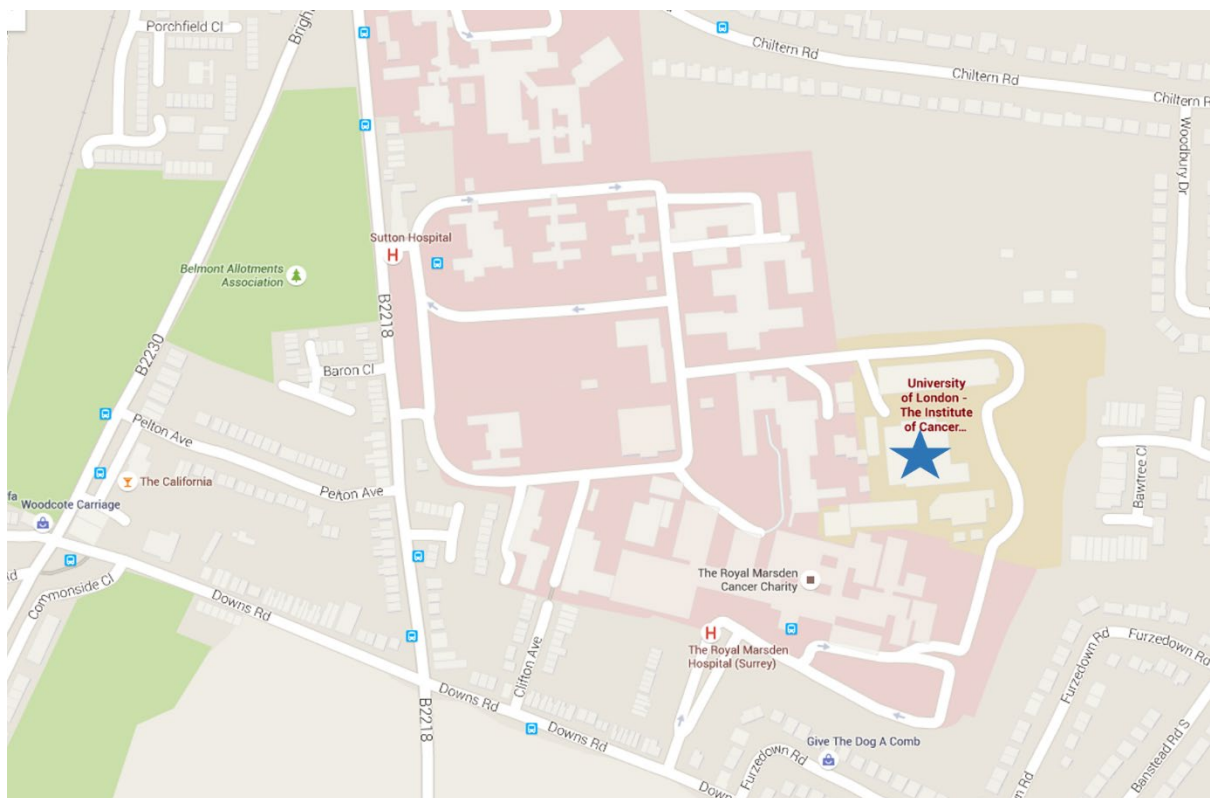 Porchfield Cl
Brigh
Chiltern Rd
Chiltern Rd
Chiltern R
Woodbury Dr
Sutton Hospital
H
Belmont Allotments
Association
B2218
B2230
Baron Cl
University
of London -
The Institute
of Cancer...
Pelton Ave
The California
Pelton Ave
Bawtree Cl
fa
Woodcote Carriage
The Royal Marsden
Cancer Charity
Commonside Cl
Downs Rd
Clifton Ave
H
The Royal Marsden
Hospital (Surrey)
Furzedown Rd
Furzedown Rd
B2218
Downs Rd
Downs Rd
Give The Dog A Comb
Furzedown Rd
Banstead Rd S
Down
wn Rd